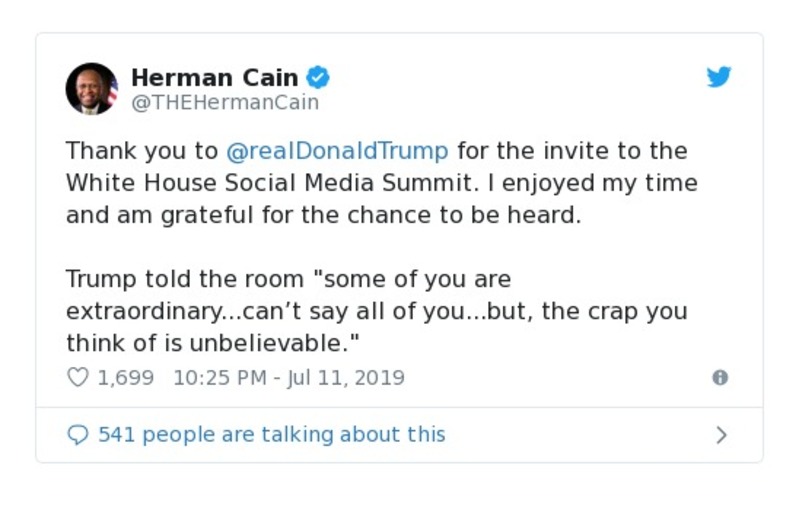 Herman Cain
@THEHermanCain
Thank you to @realDonaldTrump for the invite to the
White House Social Media Summit. I enjoyed my time
and am grateful for the chance to be heard.
Trump told the room "some of you are
extraordinary...can’t say all of you...but, the crap you
think of is unbelievable."
1,699 10:25 PM - Jul 11, 2019
541 people are talking about this